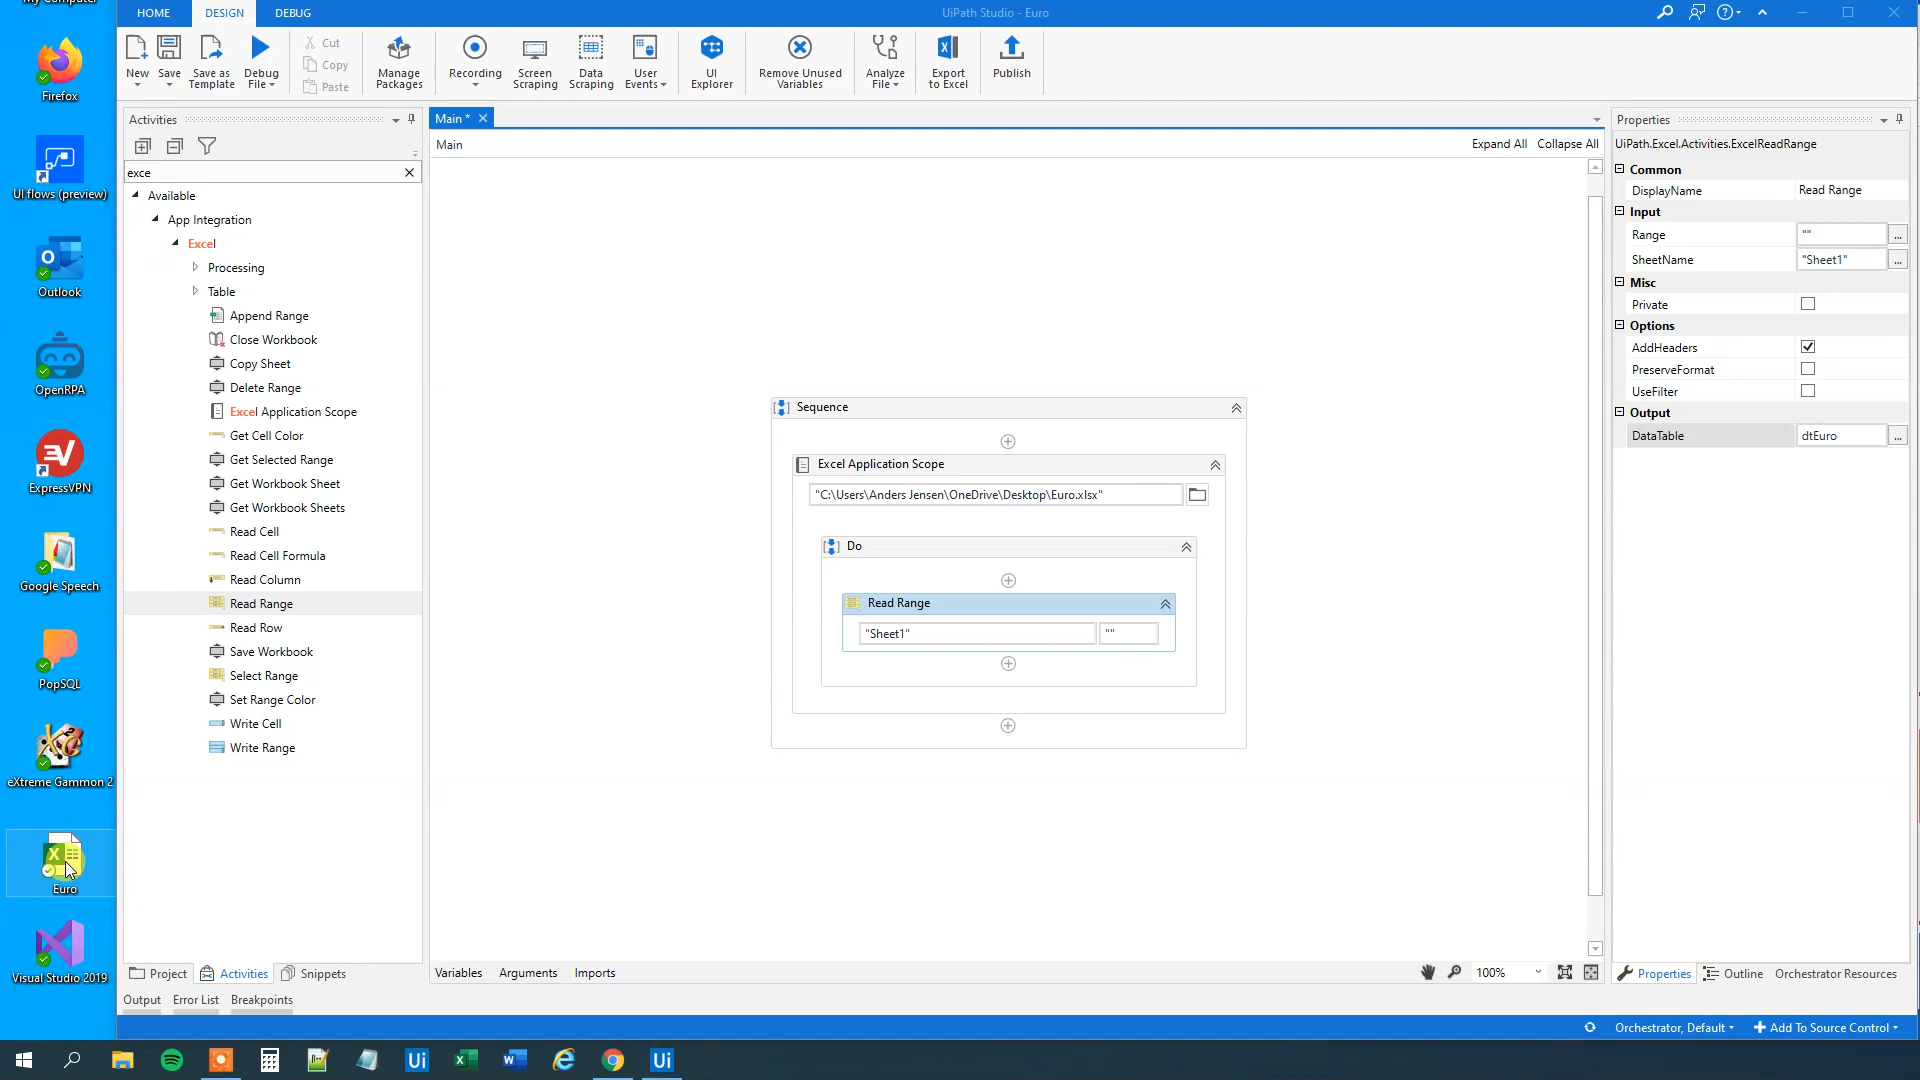 My Computer
Firefox
UI flows (preview)
Outlook
OpenRPA
ExpressVPN
Google Speech
PopSQL
eXtreme Gammon 2
Euro
Visual Studio 2019
HOME
DESIGN
DEBUG
UiPath Studio - Euro
New
Save
Save as Template
Debug File
Cut
Copy
Paste
Manage Packages
Recording
Screen Scraping
Data Scraping
User Events
UI Explorer
Remove Unused Variables
Analyze File
Export to Excel
Publish
Activities
exce
Available
App Integration
Excel
Processing
Table
Append Range
Close Workbook
Copy Sheet
Delete Range
Excel Application Scope
Get Cell Color
Get Selected Range
Get Workbook Sheet
Get Workbook Sheets
Read Cell
Read Cell Formula
Read Column
Read Range
Read Row
Save Workbook
Select Range
Set Range Color
Write Cell
Write Range
Project
Activities
Snippets
Output
Error List
Breakpoints
Main *
Main
Expand All
Collapse All
Sequence
Excel Application Scope
"C:\Users\Anders Jensen\OneDrive\Desktop\Euro.xlsx"
Do
Read Range
"Sheet1"
""
Variables
Arguments
Imports
100%
Properties
UiPath.Excel.Activities.ExcelReadRange
Common
DisplayName Read Range
Input
Range "" ...
SheetName "Sheet1" ...
Misc
Private
Options
AddHeaders
PreserveFormat
UseFilter
Output
DataTable dtEuro ...
Properties
Outline
Orchestrator Resources
Orchestrator, Default
Add To Source Control
Ui
Ui